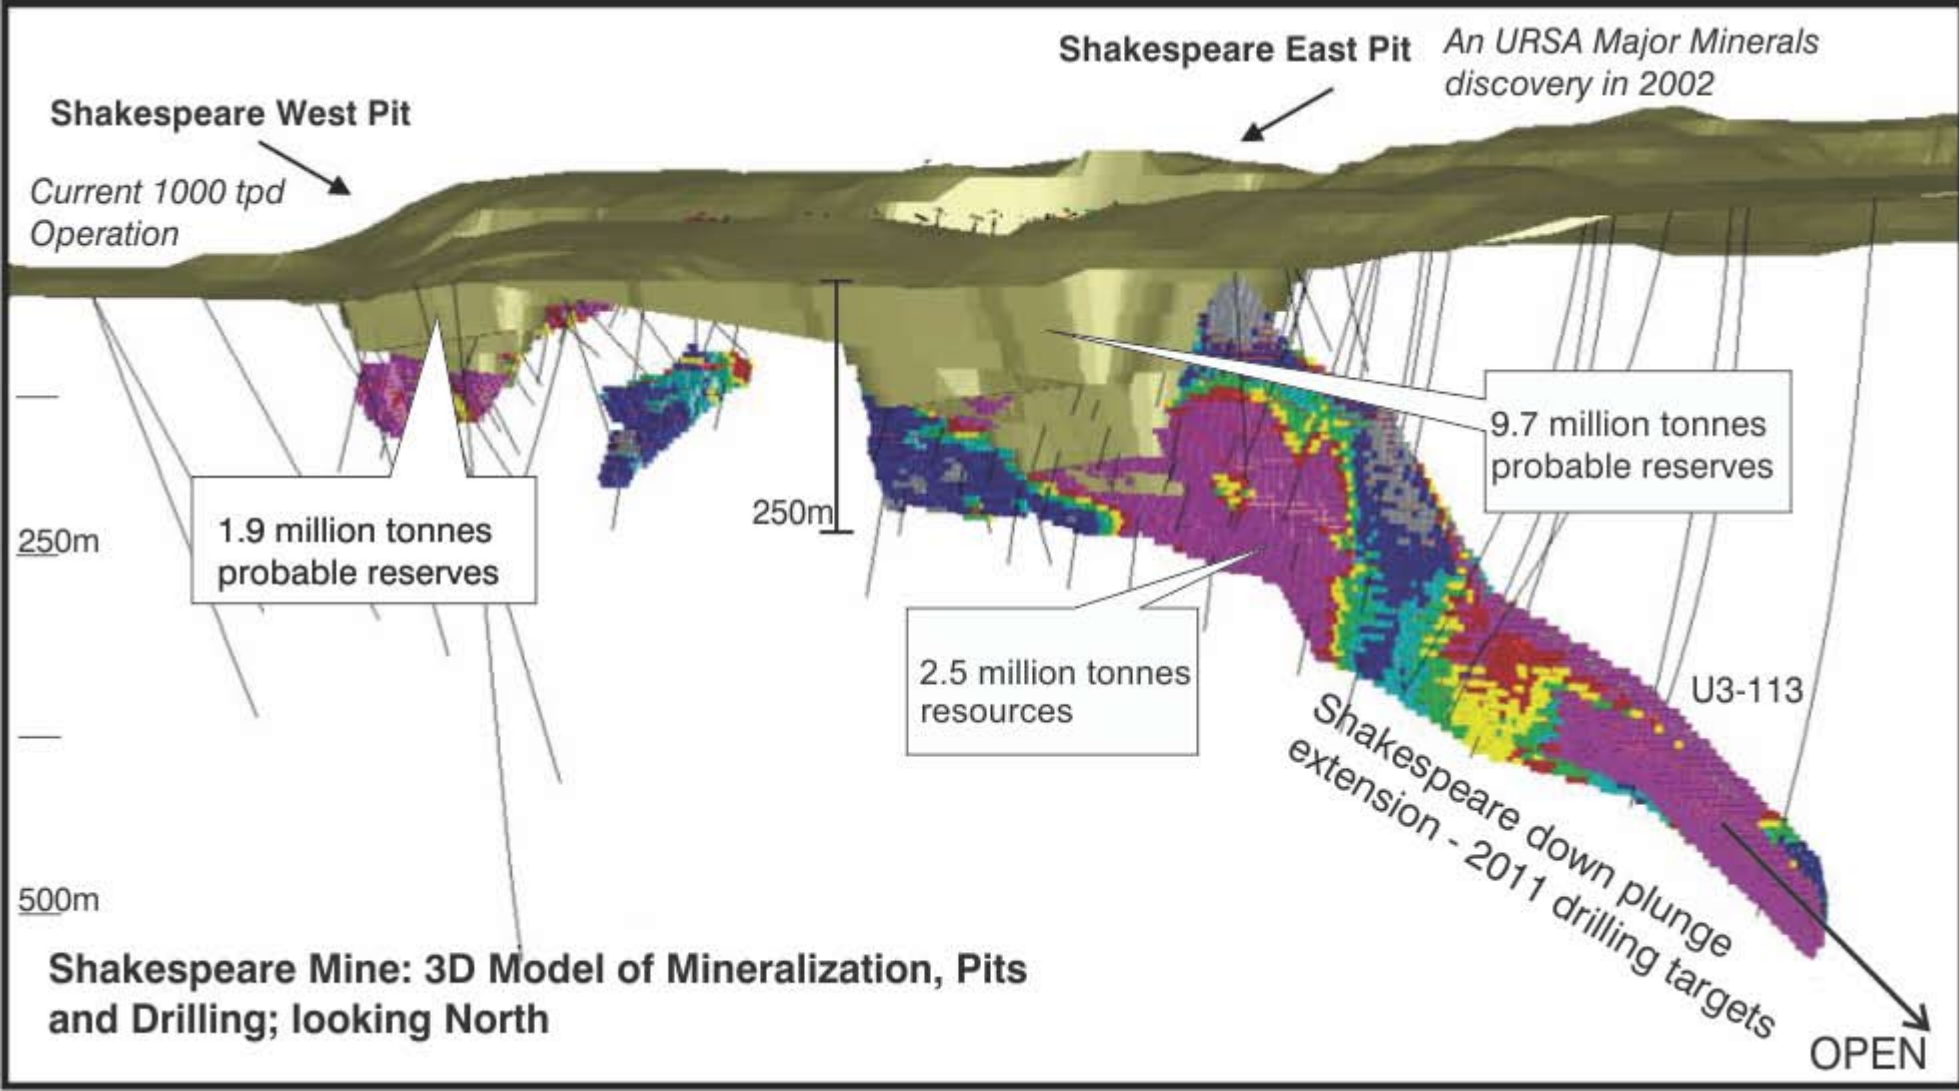 Shakespeare West Pit
Current 1000 tpd
Operation
Shakespeare East Pit
An URSA Major Minerals
discovery in 2002
9.7 million tonnes
probable reserves
1.9 million tonnes
probable reserves
250m
250m
2.5 million tonnes
resources
U3-113
Shakespeare down plunge
extension - 2011 drilling targets
500m
Shakespeare Mine: 3D Model of Mineralization, Pits
and Drilling; looking North
OPEN